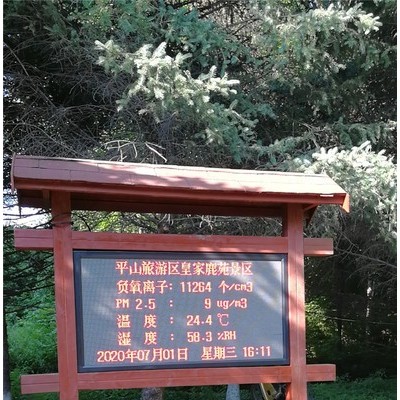 平山旅游区皇家鹿苑景区
负氧离子：11264 个/cm3
PM 2.5 ： 9 ug/m3
温 度 ： 24.4 ℃
湿 度 ： 58.3 %RH
2020年07月01日 星期三 16:11